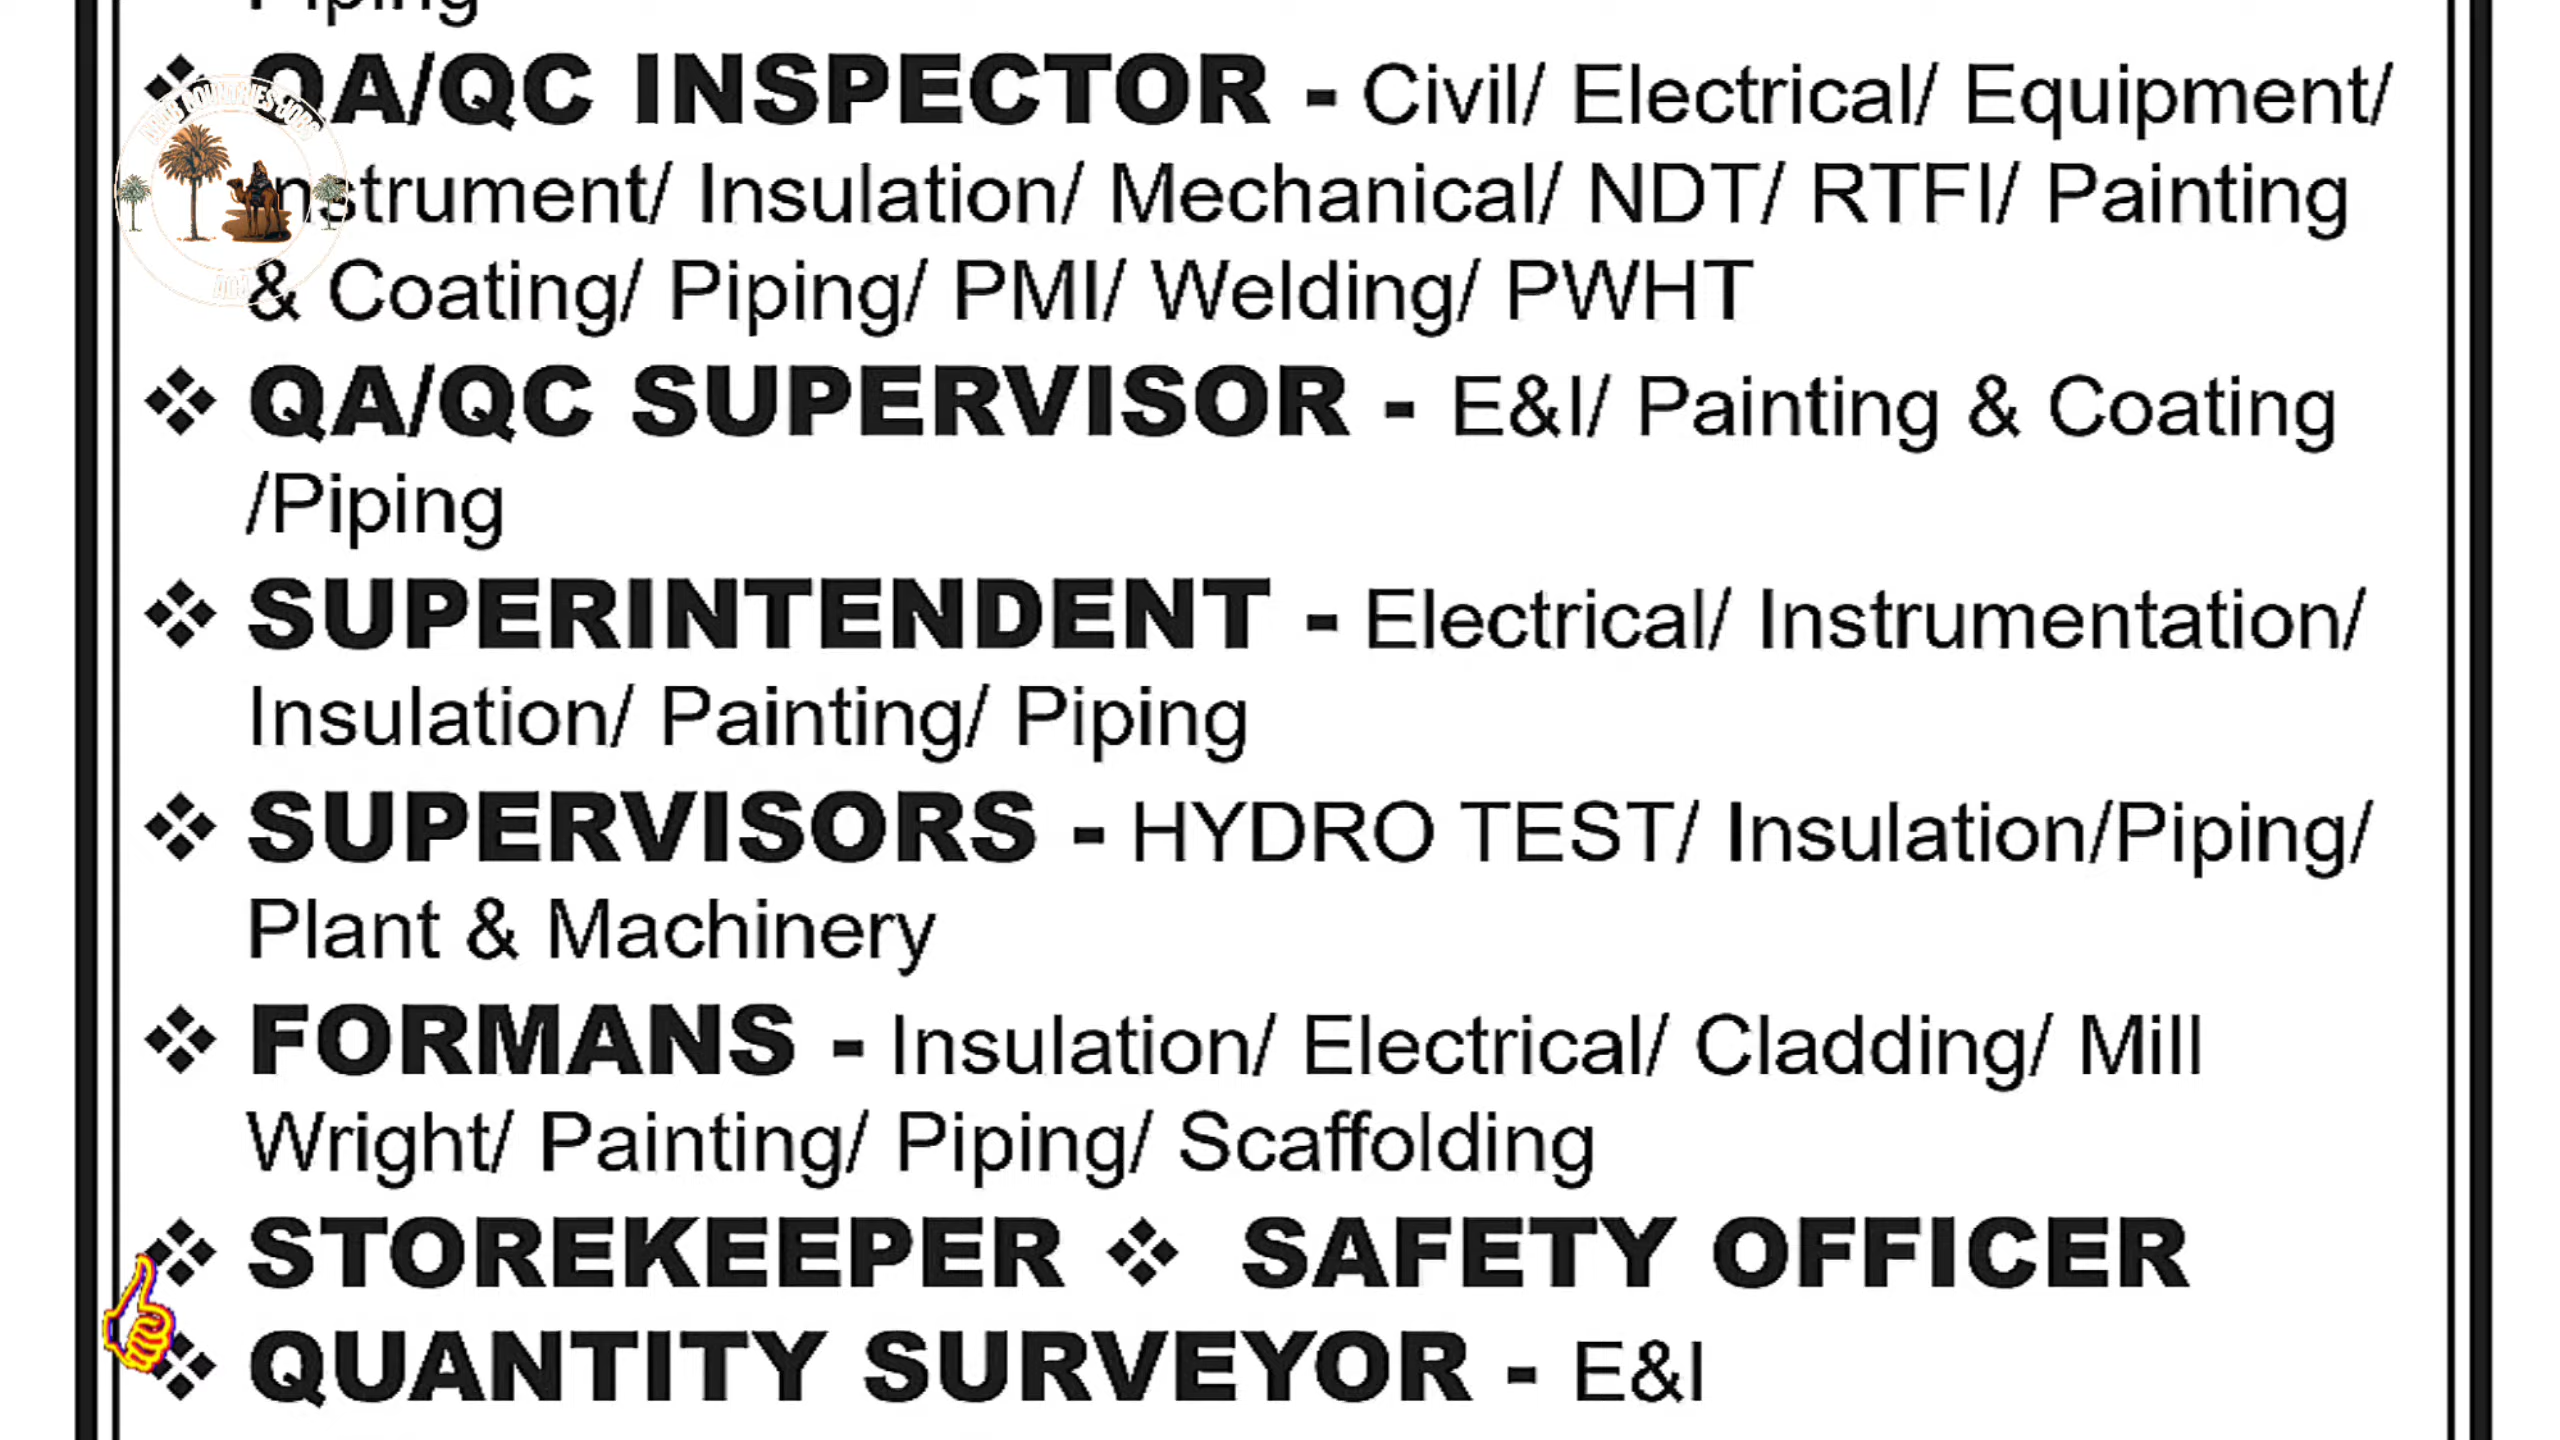 Piping
❖ QA/QC INSPECTOR - Civil/ Electrical/ Equipment/
Instrument/ Insulation/ Mechanical/ NDT/ RTFI/ Painting
& Coating/ Piping/ PMI/ Welding/ PWHT
❖ QA/QC SUPERVISOR - E&I/ Painting & Coating
/Piping
❖ SUPERINTENDENT - Electrical/ Instrumentation/
Insulation/ Painting/ Piping
❖ SUPERVISORS - HYDRO TEST/ Insulation/Piping/
Plant & Machinery
❖ FORMANS - Insulation/ Electrical/ Cladding/ Mill
Wright/ Painting/ Piping/ Scaffolding
❖ STOREKEEPER ❖ SAFETY OFFICER
❖ QUANTITY SURVEYOR - E&I